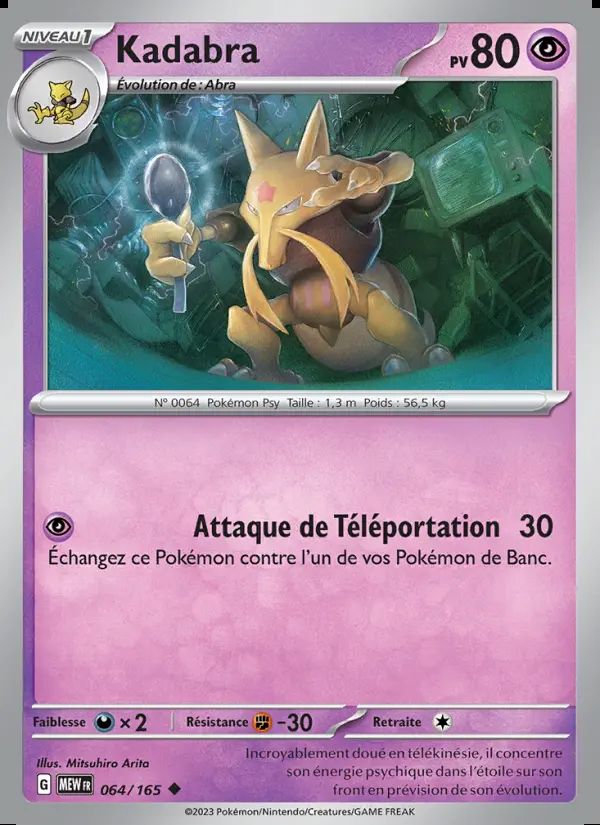 NIVEAU 1
Kadabra
PV 80
Évolution de : Abra
N° 0064 Pokémon Psy Taille : 1,3 m Poids : 56,5 kg
Attaque de Téléportation 30
Échangez ce Pokémon contre l'un de vos Pokémon de Banc.
Faiblesse ×2 Résistance -30 Retraite
Illus. Mitsuhiro Arita
G MEW FR 064/165
Incroyablement doué en télékinésie, il concentre
son énergie psychique dans l'étoile sur son
front en prévision de son évolution.
©2023 Pokémon/Nintendo/Creatures/GAME FREAK